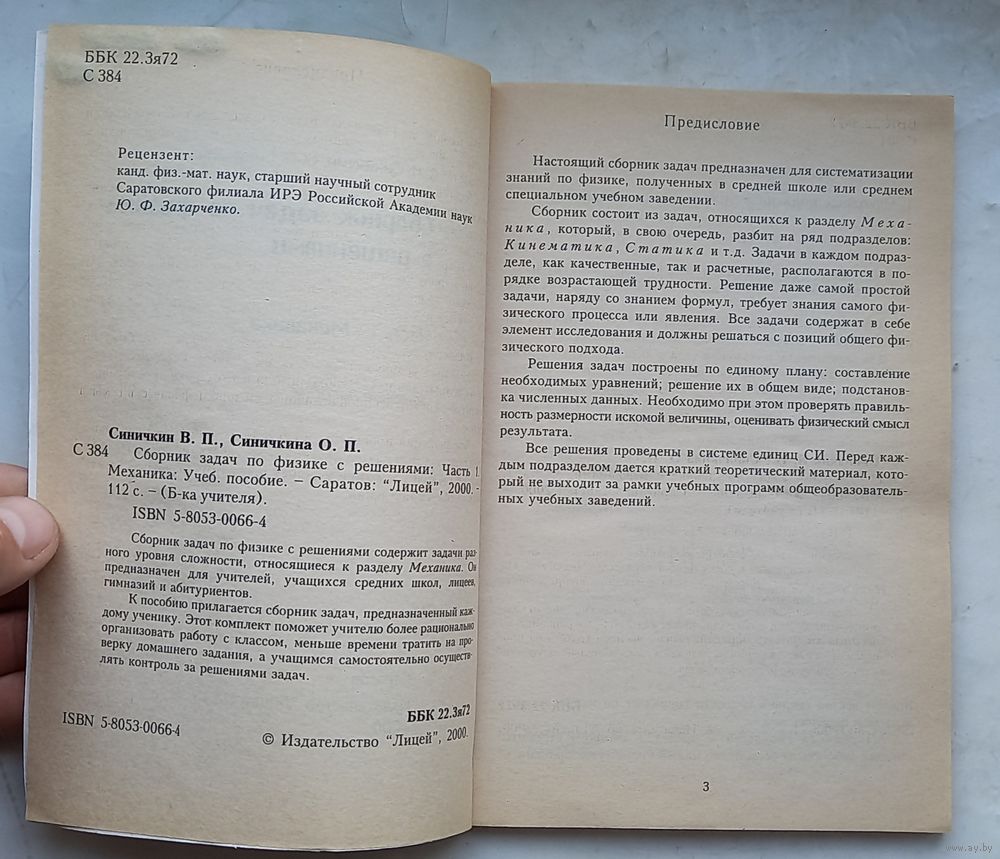 ББК 22.3я72
С 384
Рецензент:
канд. физ.-мат. наук, старший научный сотрудник
Саратовского филиала ИРЭ Российской Академии наук
Ю. Ф. Захарченко.
Синичкин В. П., Синичкина О. П.
С 384 Сборник задач по физике с решениями: Часть 1.
Механика: Учеб. пособие. – Саратов: “Лицей”, 2000. –
112 с. – (Б-ка учителя).
ISBN 5-8053-0066-4
Сборник задач по физике с решениями содержит задачи раз-
ного уровня сложности, относящиеся к разделу Механика. Он
предназначен для учителей, учащихся средних школ, лицеев,
гимназий и абитуриентов.
К пособию прилагается сборник задач, предназначенный каж-
дому ученику. Этот комплект поможет учителю более рационально
организовать работу с классом, меньше времени тратить на про-
верку домашнего задания, а учащимся самостоятельно осуществ-
лять контроль за решениями задач.
ББК 22.3я72
ISBN 5-8053-0066-4
© Издательство “Лицей”, 2000.
Предисловие
Настоящий сборник задач предназначен для систематизации
знаний по физике, полученных в средней школе или среднем
специальном учебном заведении.
Сборник состоит из задач, относящихся к разделу Меха-
ника, который, в свою очередь, разбит на ряд подразделов:
Кинематика, Статика и т.д. Задачи в каждом подраз-
деле, как качественные, так и расчетные, располагаются в по-
рядке возрастающей трудности. Решение даже самой простой
задачи, наряду со знанием формул, требует знания самого фи-
зического процесса или явления. Все задачи содержат в себе
элемент исследования и должны решаться с позиций общего фи-
зического подхода.
Решения задач построены по единому плану: составление
необходимых уравнений; решение их в общем виде; подстанов-
ка численных данных. Необходимо при этом проверять правиль-
ность размерности искомой величины, оценивать физический смысл
результата.
Все решения проведены в системе единиц СИ. Перед каж-
дым подразделом дается краткий теоретический материал, кото-
рый не выходит за рамки учебных программ общеобразователь-
ных учебных заведений.
3
www.ay.by